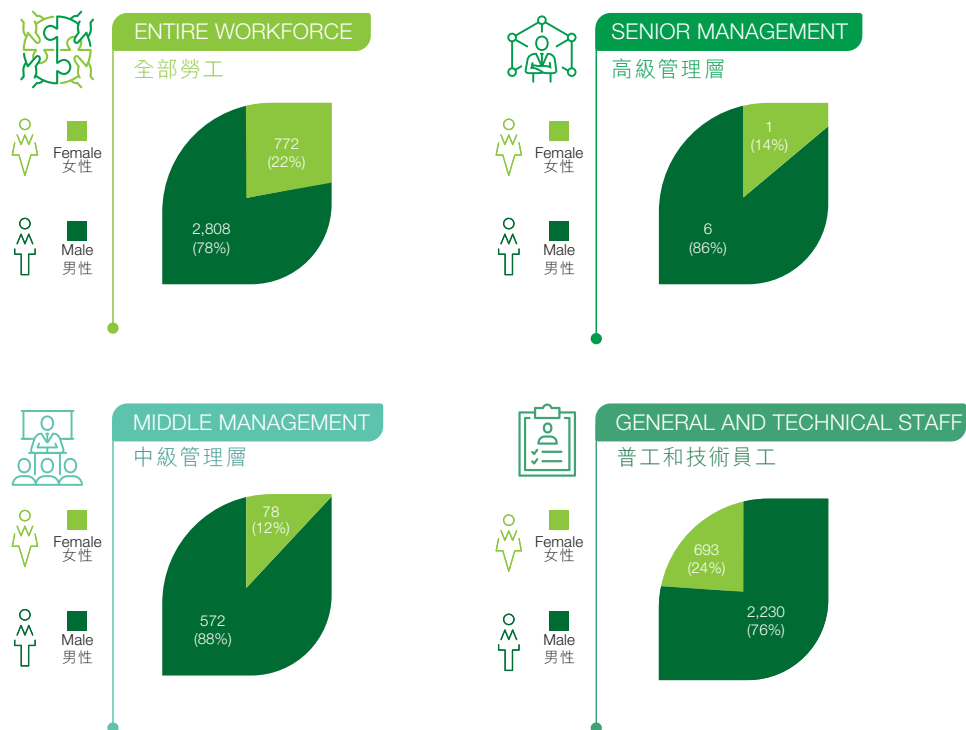 ENTIRE WORKFORCE
全部勞工
Female
女性
772
(22%)
Male
男性
2,808
(78%)
SENIOR MANAGEMENT
高級管理層
Female
女性
1
(14%)
Male
男性
6
(86%)
MIDDLE MANAGEMENT
中級管理層
Female
女性
78
(12%)
Male
男性
572
(88%)
GENERAL AND TECHNICAL STAFF
普工和技術員工
Female
女性
693
(24%)
Male
男性
2,230
(76%)